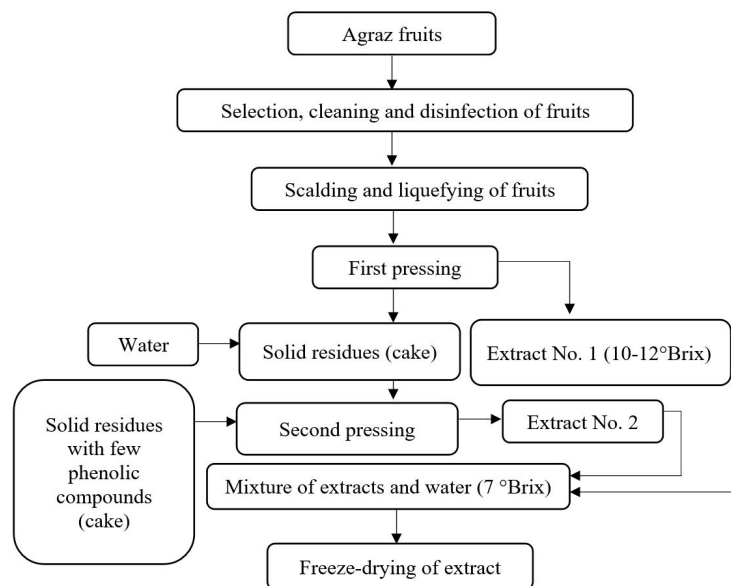 Agraz fruits
Selection, cleaning and disinfection of fruits
Scalding and liquefying of fruits
First pressing
Water
Solid residues (cake)
Extract No. 1 (10-12°Brix)
Solid residues
with few
phenolic
compounds
(cake)
Second pressing
Extract No. 2
Mixture of extracts and water (7 °Brix)
Freeze-drying of extract